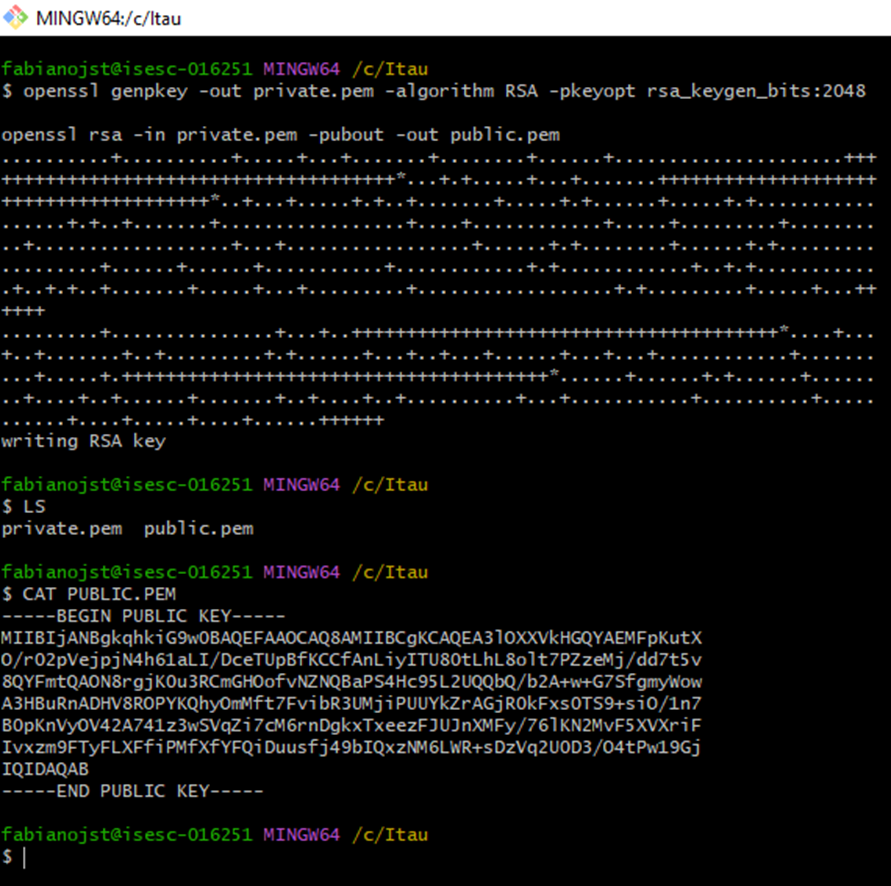 MINGW64:/c/Itau
fabianojst@isesc-016251 MINGW64 /c/Itau
$ openssl genpkey -out private.pem -algorithm RSA -pkeyopt rsa_keygen_bits:2048
openssl rsa -in private.pem -pubout -out public.pem
writing RSA key
fabianojst@isesc-016251 MINGW64 /c/Itau
$ LS
private.pem  public.pem
fabianojst@isesc-016251 MINGW64 /c/Itau
$ CAT PUBLIC.PEM
-----BEGIN PUBLIC KEY-----
MIIBIjANBgkqhkiG9w0BAQEFAAOCAQ8AMIIBCgKCAQEA3lOXXVkHGQYAEMFpKutX
O/rO2pVejpjN4h61aLI/DceTUpBfKCCfAnLiyITU8OtLhL8olt7PZzeMj/dd7t5v
8QYFmtQAON8rgjKOu3RCmGHOofvNZNQBaPS4Hc95L2UQQbQ/b2A+w+G7SfgmyWow
A3HBuRnADHV8ROPYKQhyOmMft7FvibR3UMjiPUUYkZrAGjROkFxsOTS9+siO/1n7
BOpKnVyOV42A741z3wSVqZi7cM6rnDgkxTxeezFJUJnXMFy/76lKN2MvF5XVXriF
Ivxzm9FTyFLXFfiPMfXfYFQiDuusfj49bIQxzNM6LWR+sDzVq2UOD3/O4tPw19Gj
IQIDAQAB
-----END PUBLIC KEY-----
fabianojst@isesc-016251 MINGW64 /c/Itau
$